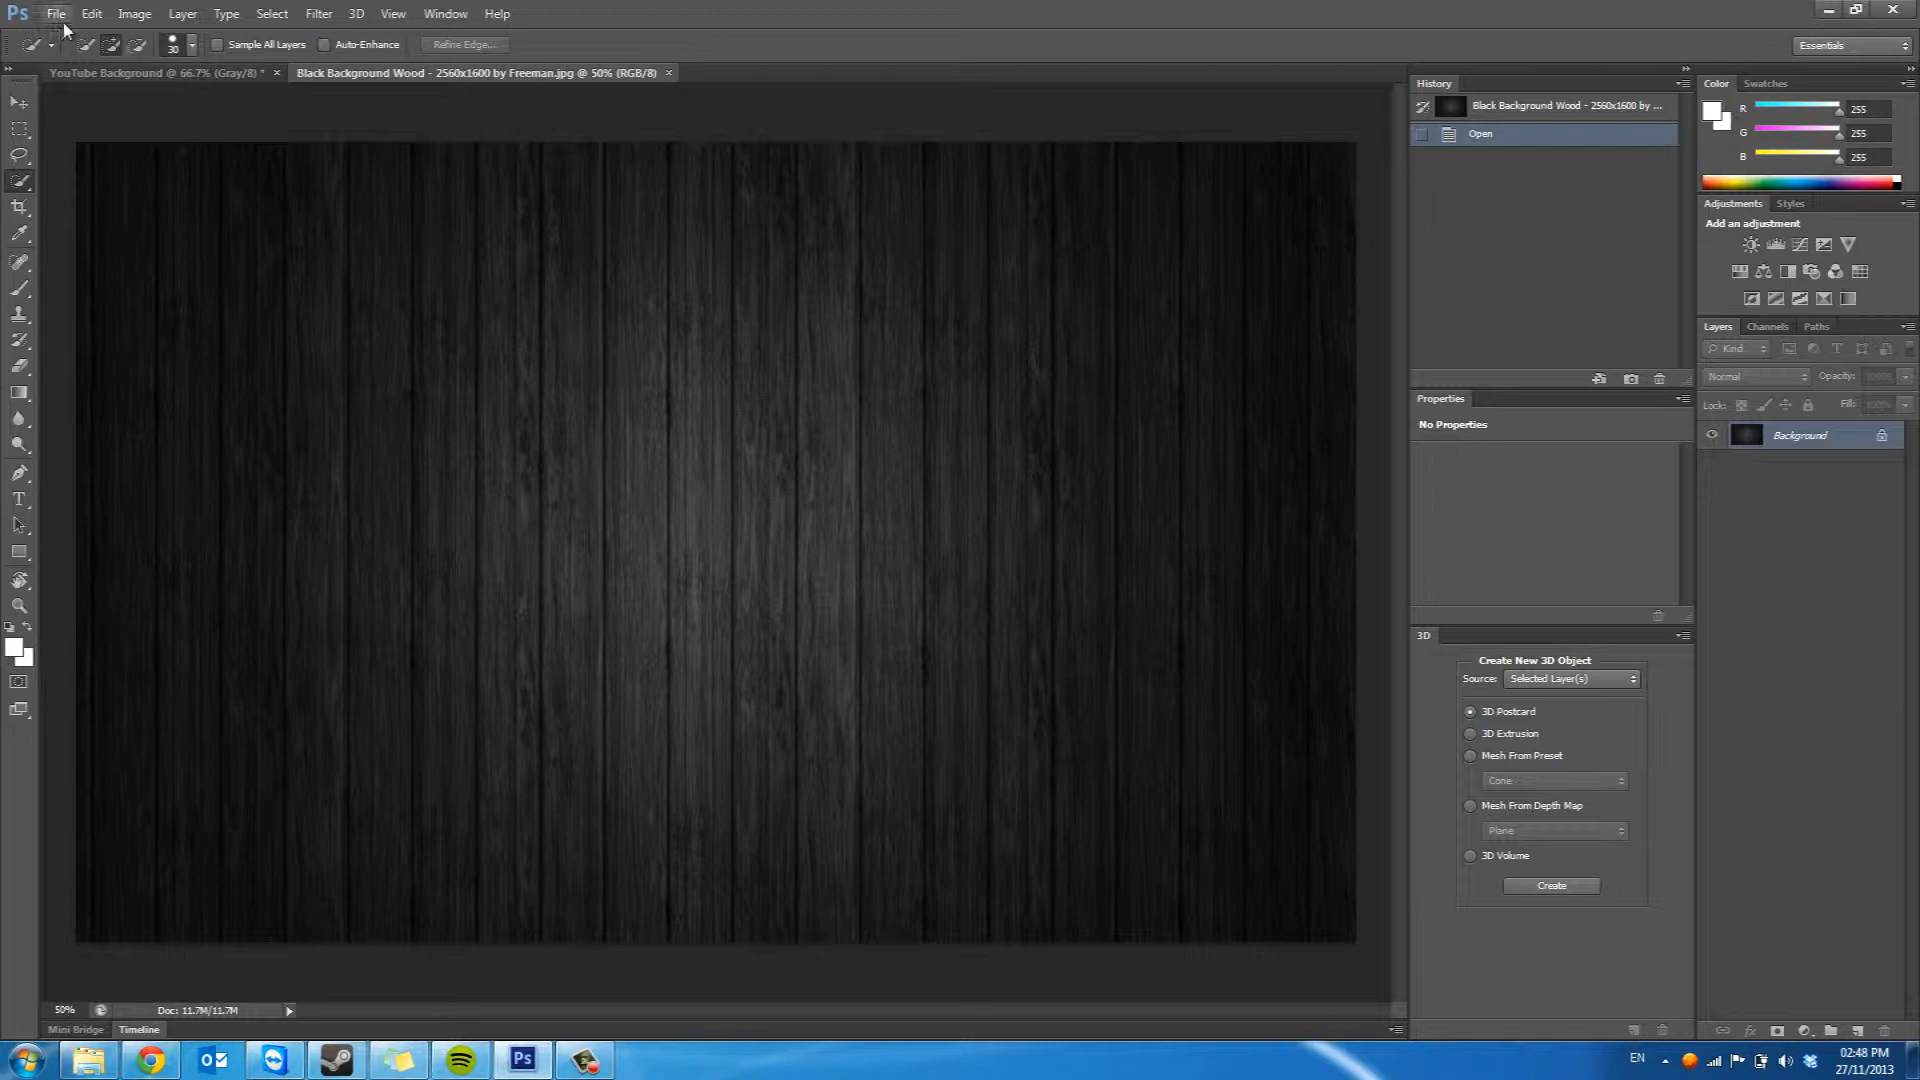 Ps File Edit Image Layer Type Select Filter 3D View Window Help
30 Sample All Layers Auto-Enhance Refine Edge... Essentials
YouTube Background @ 66.7% (Gray/8) * × Black Background Wood - 2560x1600 by Freeman.jpg @ 50% (RGB/8) ×
History
Black Background Wood - 2560x1600 by ...
Open
Color Swatches
R 255
G 255
B 255
Adjustments Styles
Add an adjustment
Layers Channels Paths
Kind
Normal Opacity: 100%
Lock: Fill: 100%
Background
Properties
No Properties
3D
Create New 3D Object
Source: Selected Layer(s)
3D Postcard
3D Extrusion
Mesh From Preset
Cone
Mesh From Depth Map
Plane
3D Volume
Create
50% Doc: 11.7M/11.7M
Mini Bridge Timeline
Ps
EN
02:48 PM
27/11/2013